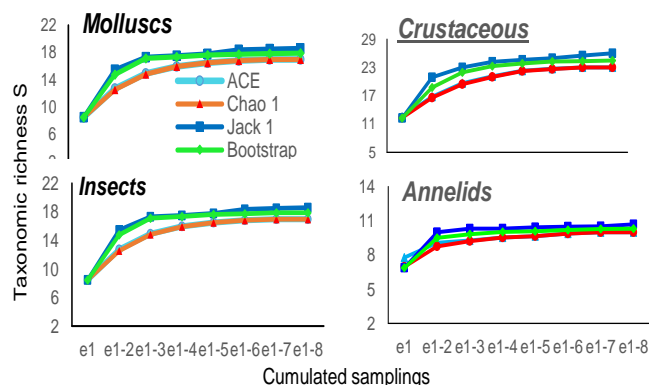 Molluscs
22
18
14
10
6
2
ACE
Chao 1
Jack 1
Bootstrap
Crustaceous
29
23
17
11
5
Insects
22
18
14
10
6
2
e1 e1-2 e1-3 e1-4 e1-5 e1-6 e1-7 e1-8
Annelids
14
11
8
5
2
e1 e1-2 e1-3 e1-4 e1-5 e1-6 e1-7 e1-8
Taxonomic richness S
Cumulated samplings